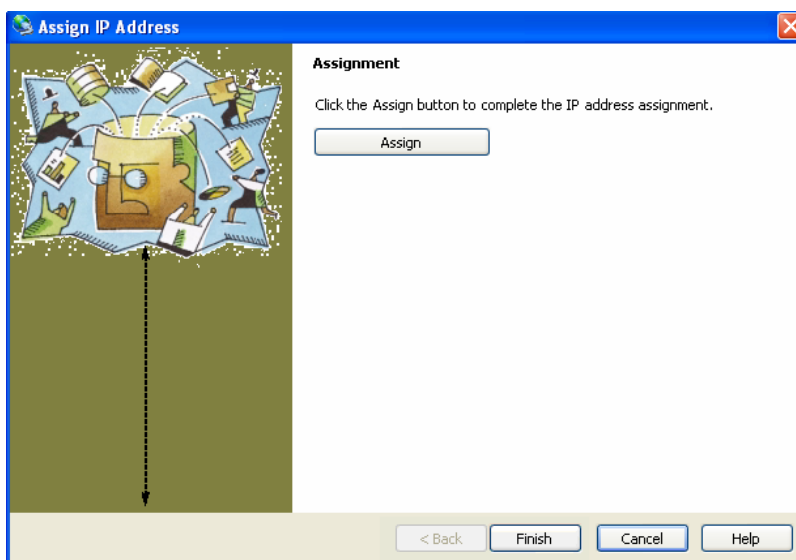 Assign IP Address
Assignment
Click the Assign button to complete the IP address assignment.
Assign
< Back
Finish
Cancel
Help